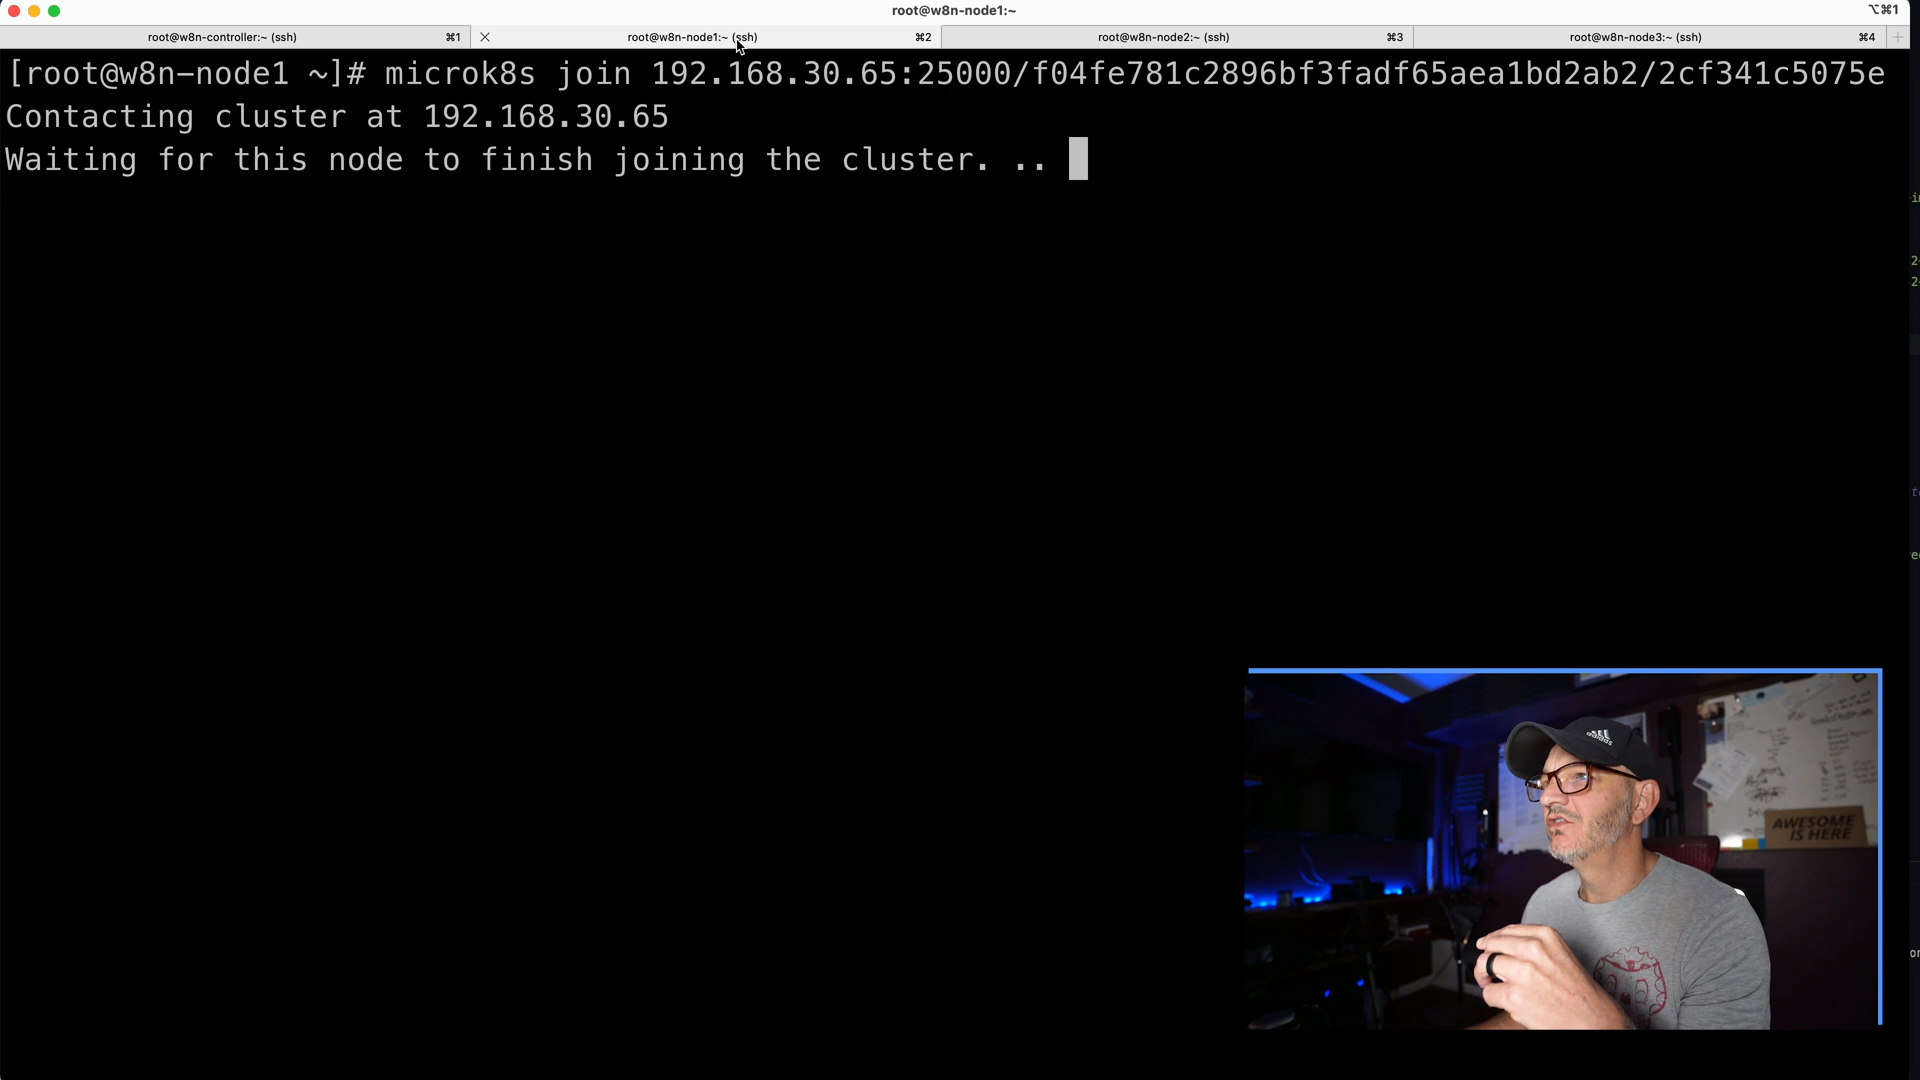 root@w8n-node1:~
⌥⌘1
root@w8n-controller:~ (ssh) ⌘1
root@w8n-node1:~ (ssh) ⌘2
root@w8n-node2:~ (ssh) ⌘3
root@w8n-node3:~ (ssh) ⌘4
[root@w8n-node1 ~]# microk8s join 192.168.30.65:25000/f04fe781c2896bf3fadf65aea1bd2ab2/2cf341c5075e
Contacting cluster at 192.168.30.65
Waiting for this node to finish joining the cluster. ..
adidas
AWESOME
IS HERE